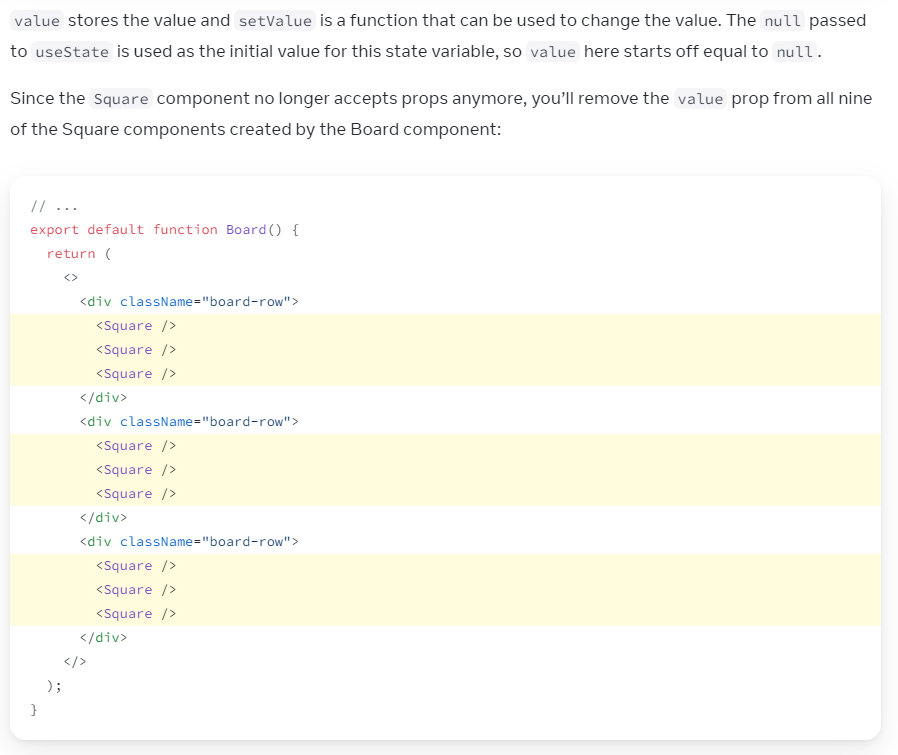 value stores the value and setValue is a function that can be used to change the value. The null passed
to useState is used as the initial value for this state variable, so value here starts off equal to null.
Since the Square component no longer accepts props anymore, you’ll remove the value prop from all nine
of the Square components created by the Board component:
// ...
export default function Board() {
  return (
    <>
      <div className="board-row">
        <Square />
        <Square />
        <Square />
      </div>
      <div className="board-row">
        <Square />
        <Square />
        <Square />
      </div>
      <div className="board-row">
        <Square />
        <Square />
        <Square />
      </div>
    </>
  );
}